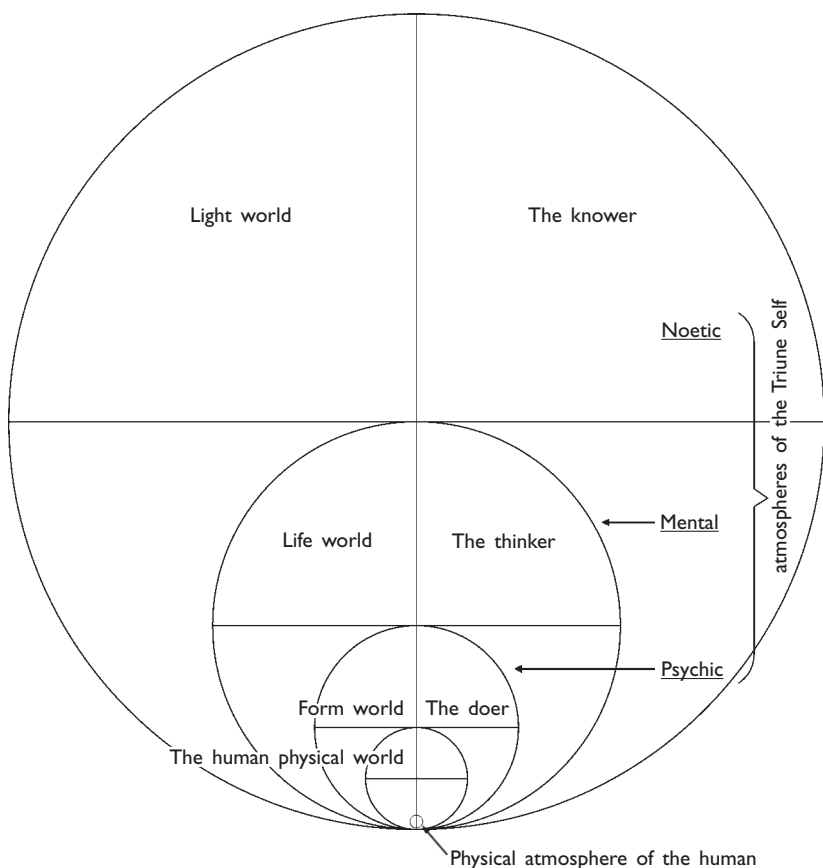 Light world
The knower
Noetic
atmospheres of the Triune Self
Life world
The thinker
Mental
Psychic
Form world
The doer
The human physical world
Physical atmosphere of the human